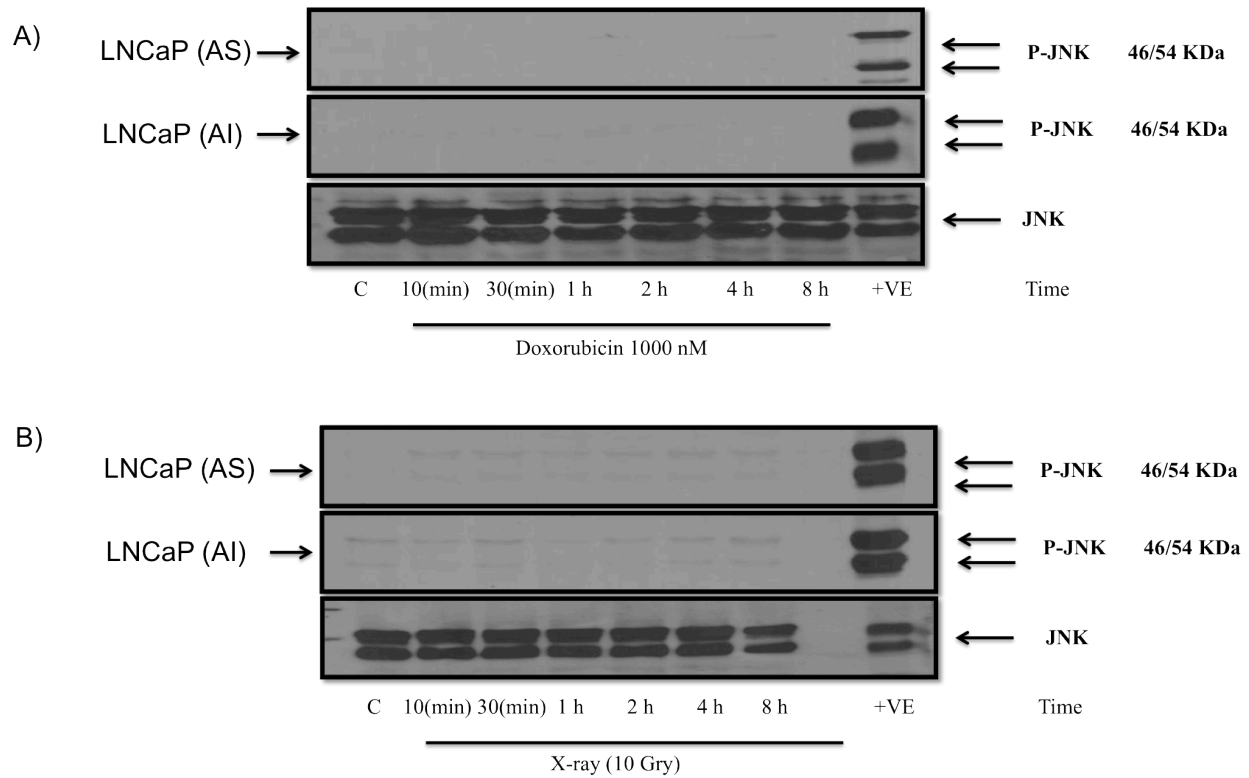 A)
LNCaP (AS)
P-JNK 46/54 KDa
LNCaP (AI)
P-JNK 46/54 KDa
JNK
C 10(min) 30(min) 1 h 2 h 4 h 8 h +VE Time
Doxorubicin 1000 nM
B)
LNCaP (AS)
P-JNK 46/54 KDa
LNCaP (AI)
P-JNK 46/54 KDa
JNK
C 10(min) 30(min) 1 h 2 h 4 h 8 h +VE Time
X-ray (10 Gry)